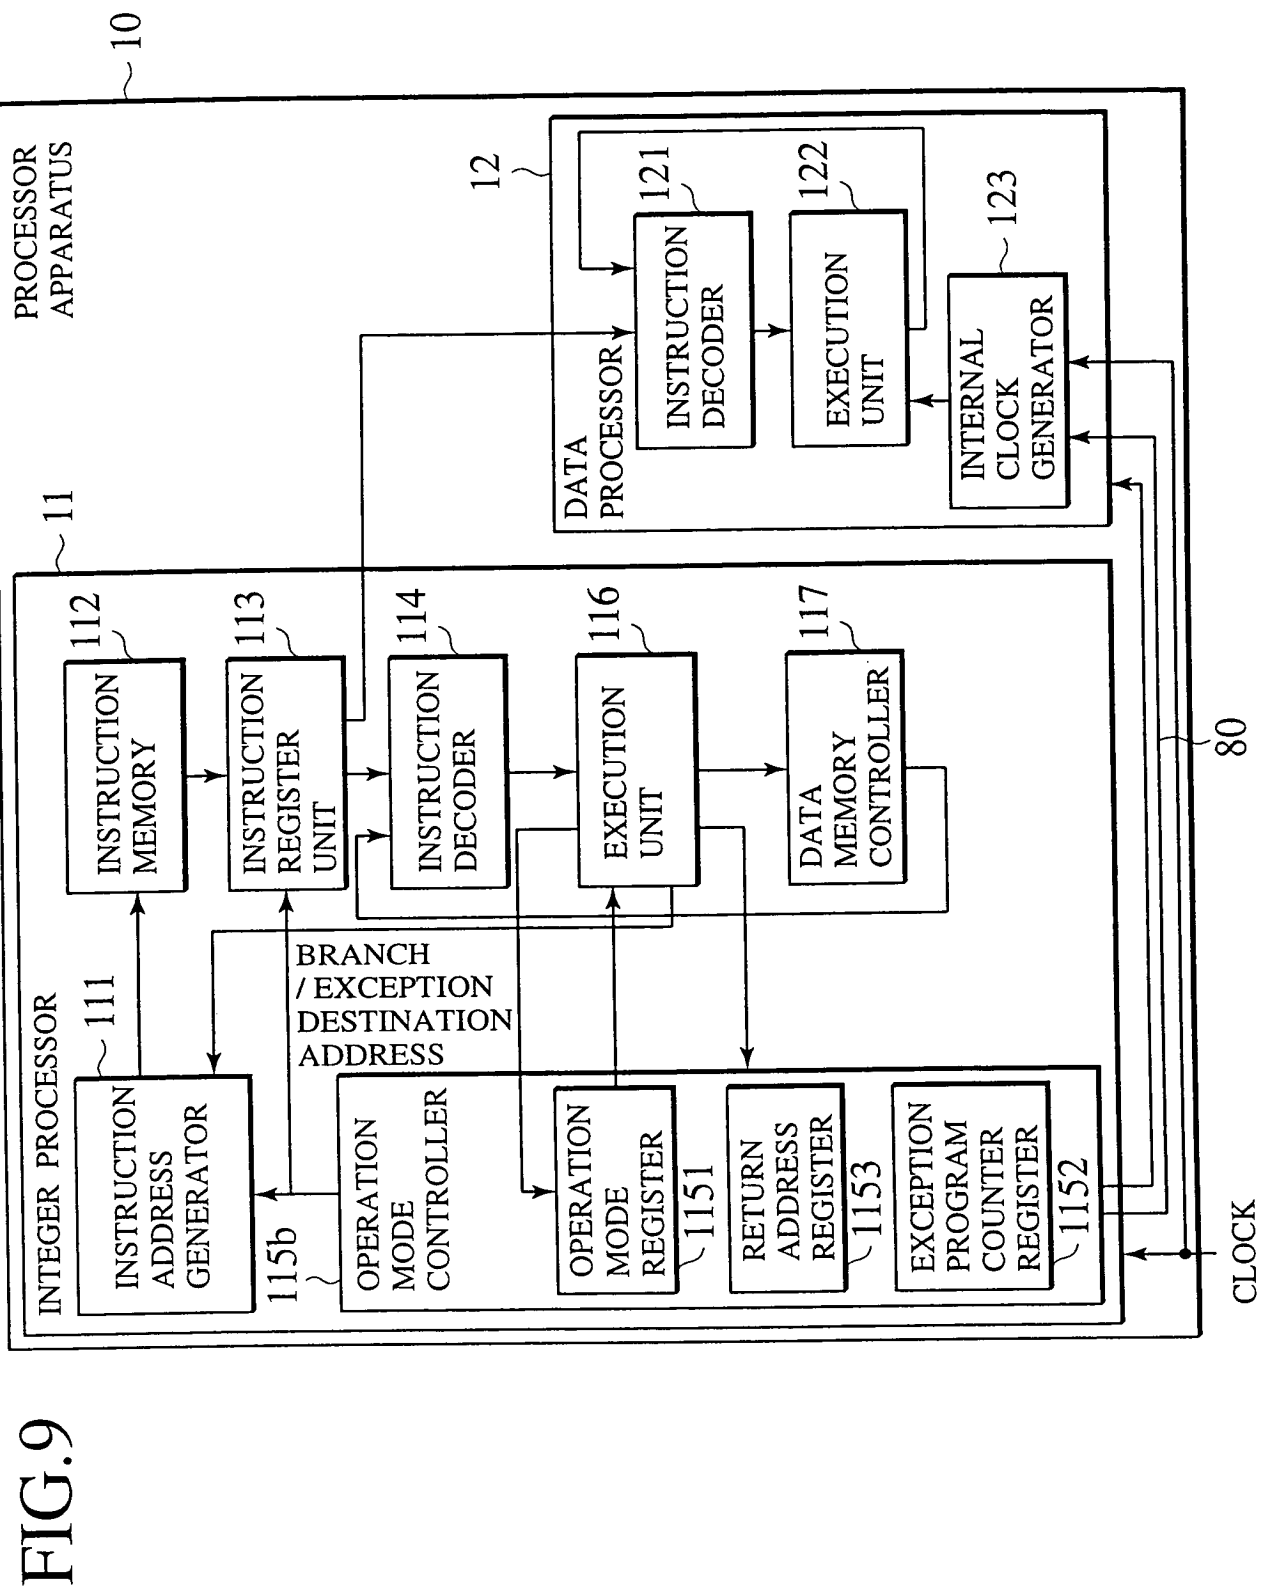 FIG.9
PROCESSOR
APPARATUS
10
INTEGER PROCESSOR
11
INSTRUCTION
ADDRESS
GENERATOR
111
INSTRUCTION
MEMORY
112
INSTRUCTION
REGISTER
UNIT
113
BRANCH
/ EXCEPTION
DESTINATION
ADDRESS
INSTRUCTION
DECODER
114
115b
OPERATION
MODE
CONTROLLER
OPERATION
MODE
REGISTER
1151
RETURN
ADDRESS
REGISTER
1153
EXCEPTION
PROGRAM
COUNTER
REGISTER
1152
EXECUTION
UNIT
116
DATA
MEMORY
CONTROLLER
117
DATA
PROCESSOR
12
INSTRUCTION
DECODER
121
EXECUTION
UNIT
122
INTERNAL
CLOCK
GENERATOR
123
80
CLOCK